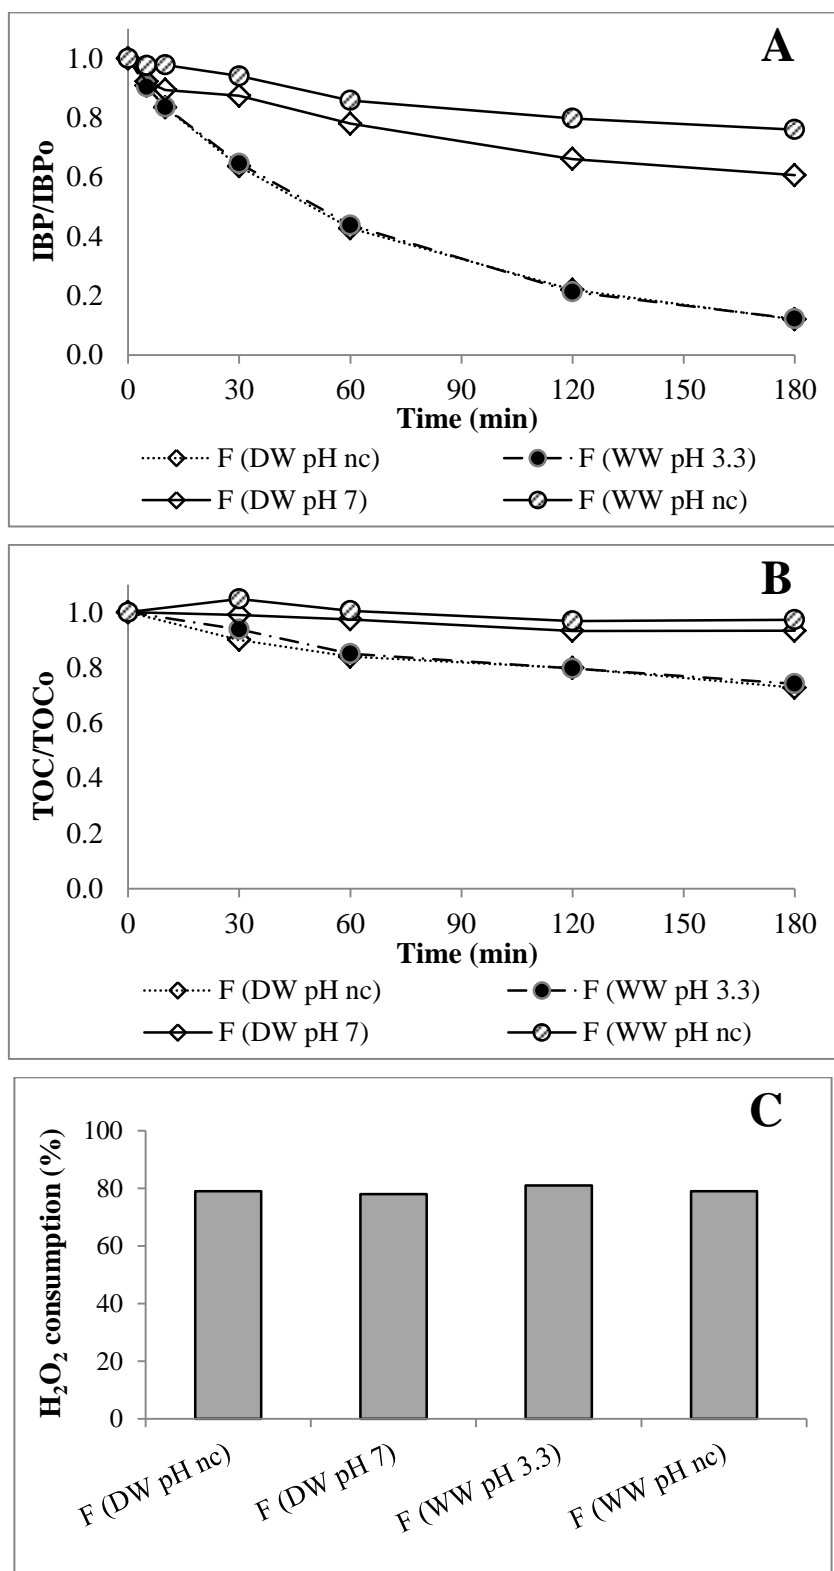 A
IBP/IBPo
1.0
0.8
0.6
0.4
0.2
0.0
0 30 60 90 120 150 180
Time (min)
F (DW pH nc) F (WW pH 3.3)
F (DW pH 7) F (WW pH nc)
B
TOC/TOCo
1.0
0.8
0.6
0.4
0.2
0.0
0 30 60 90 120 150 180
Time (min)
F (DW pH nc) F (WW pH 3.3)
F (DW pH 7) F (WW pH nc)
C
H₂O₂ consumption (%)
100
80
60
40
20
0
F (DW pH nc) F (DW pH 7) F (WW pH 3.3) F (WW pH nc)